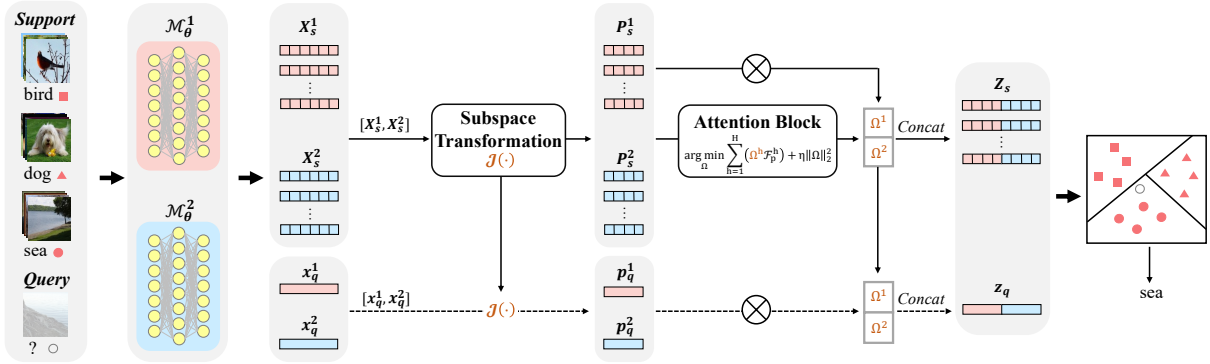 Support
bird
dog
sea
Query
?
ℳ_θ^1
ℳ_θ^2
X_s^1
⋮
X_s^2
⋮
x_q^1
x_q^2
[X_s^1, X_s^2]
[x_q^1, x_q^2]
Subspace
Transformation
𝒥(·)
𝒥(·)
P_s^1
⋮
P_s^2
⋮
p_q^1
p_q^2
Attention Block
arg min_Ω ∑_{h=1}^{H} (Ω^h ℱ_p^h) + η‖Ω‖_2^2
Ω^1
Ω^2
Concat
Ω^1
Ω^2
Concat
Z_s
⋮
z_q
sea